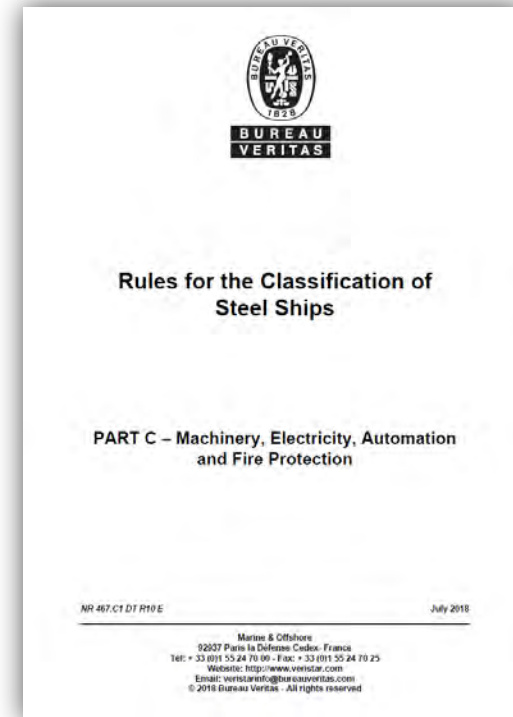 BUREAU VERITAS
1828
BUREAU
VERITAS
Rules for the Classification of
Steel Ships
PART C – Machinery, Electricity, Automation
and Fire Protection
NR 467.C1 DT R10 E July 2018
Marine & Offshore
92937 Paris la Défense Cedex- France
Tel: + 33 (0)1 55 24 70 00 - Fax: + 33 (0)1 55 24 70 25
Website: http://www.veristar.com
Email: veristarinfo@bureauveritas.com
© 2018 Bureau Veritas - All rights reserved